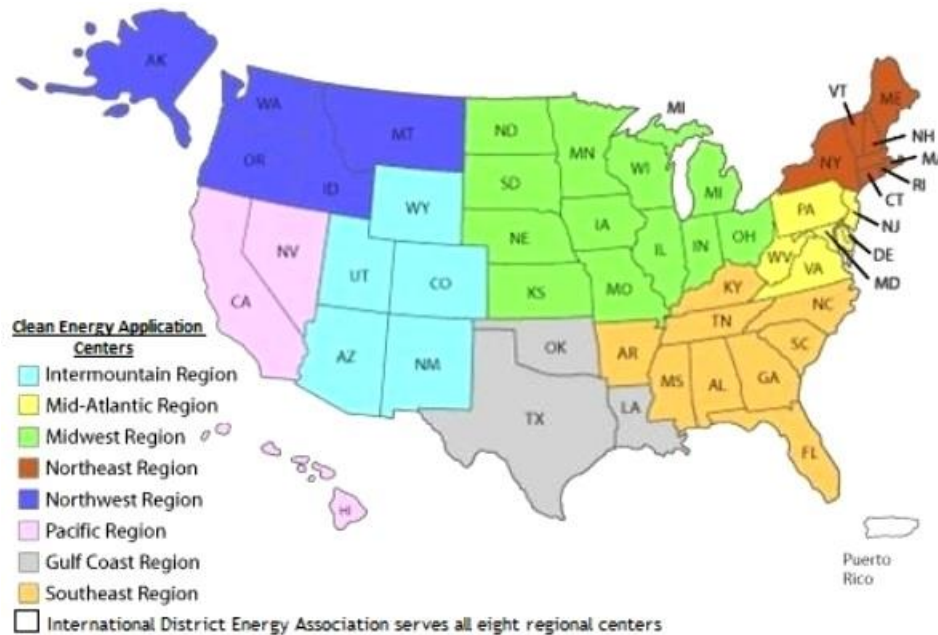 AK
WA
MT
OR
ID
ND
MN
MI
VT
ME
NH
NY
MA
RI
CT
SD
WI
MI
WY
NE
IA
PA
NJ
NV
UT
CO
IL
IN
OH
WV
VA
DE
MD
CA
KS
MO
KY
NC
TN
AZ
NM
OK
AR
SC
MS
AL
GA
TX
LA
FL
HI
Puerto
Rico
Clean Energy Application
Centers
Intermountain Region
Mid-Atlantic Region
Midwest Region
Northeast Region
Northwest Region
Pacific Region
Gulf Coast Region
Southeast Region
International District Energy Association serves all eight regional centers